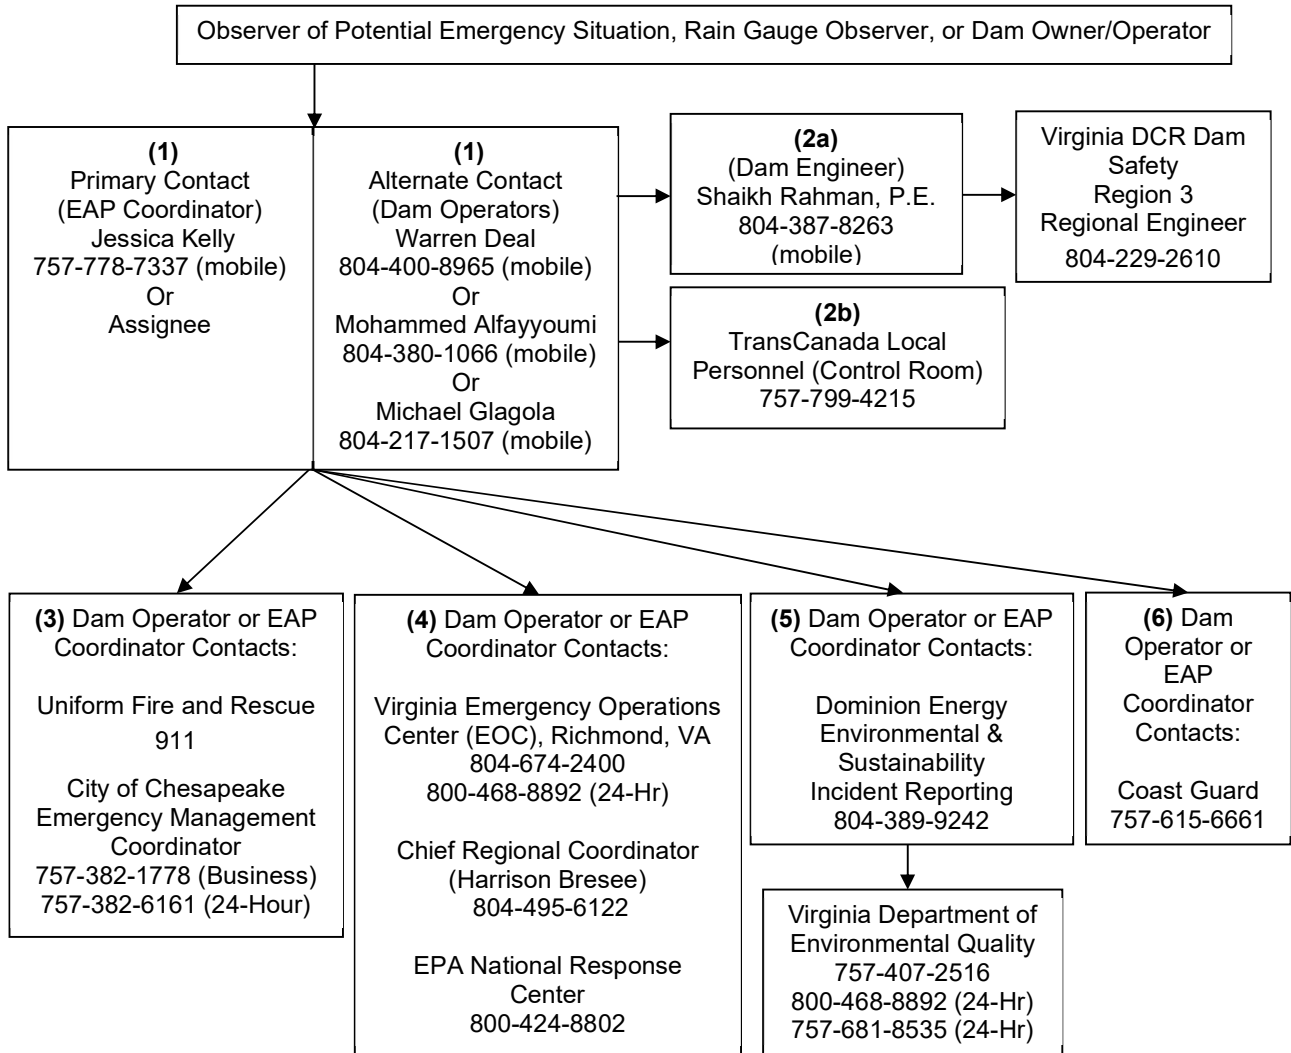 Observer of Potential Emergency Situation, Rain Gauge Observer, or Dam Owner/Operator
(1)
Primary Contact
(EAP Coordinator)
Jessica Kelly
757-778-7337 (mobile)
Or
Assignee
(1)
Alternate Contact
(Dam Operators)
Warren Deal
804-400-8965 (mobile)
Or
Mohammed Alfayyoumi
804-380-1066 (mobile)
Or
Michael Glagola
804-217-1507 (mobile)
(2a)
(Dam Engineer)
Shaikh Rahman, P.E.
804-387-8263
(mobile)
Virginia DCR Dam
Safety
Region 3
Regional Engineer
804-229-2610
(2b)
TransCanada Local
Personnel (Control Room)
757-799-4215
(3) Dam Operator or EAP
Coordinator Contacts:
Uniform Fire and Rescue
911
City of Chesapeake
Emergency Management
Coordinator
757-382-1778 (Business)
757-382-6161 (24-Hour)
(4) Dam Operator or EAP
Coordinator Contacts:
Virginia Emergency Operations
Center (EOC), Richmond, VA
804-674-2400
800-468-8892 (24-Hr)
Chief Regional Coordinator
(Harrison Bresee)
804-495-6122
EPA National Response
Center
800-424-8802
(5) Dam Operator or EAP
Coordinator Contacts:
Dominion Energy
Environmental &
Sustainability
Incident Reporting
804-389-9242
Virginia Department of
Environmental Quality
757-407-2516
800-468-8892 (24-Hr)
757-681-8535 (24-Hr)
(6) Dam
Operator or
EAP
Coordinator
Contacts:
Coast Guard
757-615-6661